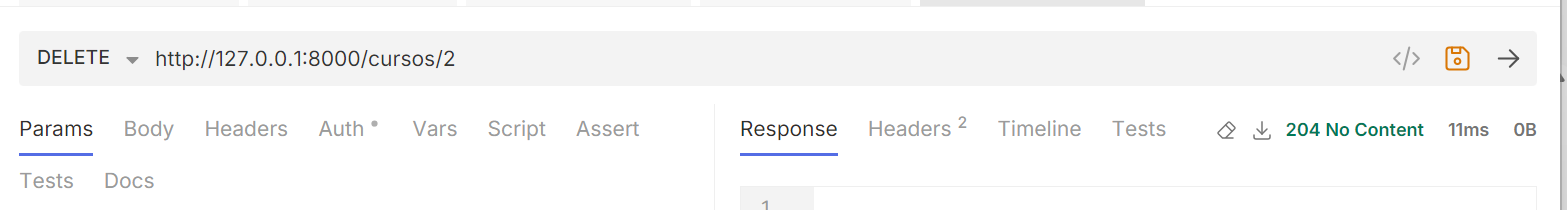 DELETE http://127.0.0.1:8000/cursos/2 </>
Params Body Headers Auth Vars Script Assert
Tests Docs
Response Headers 2 Timeline Tests 204 No Content 11ms 0B
1